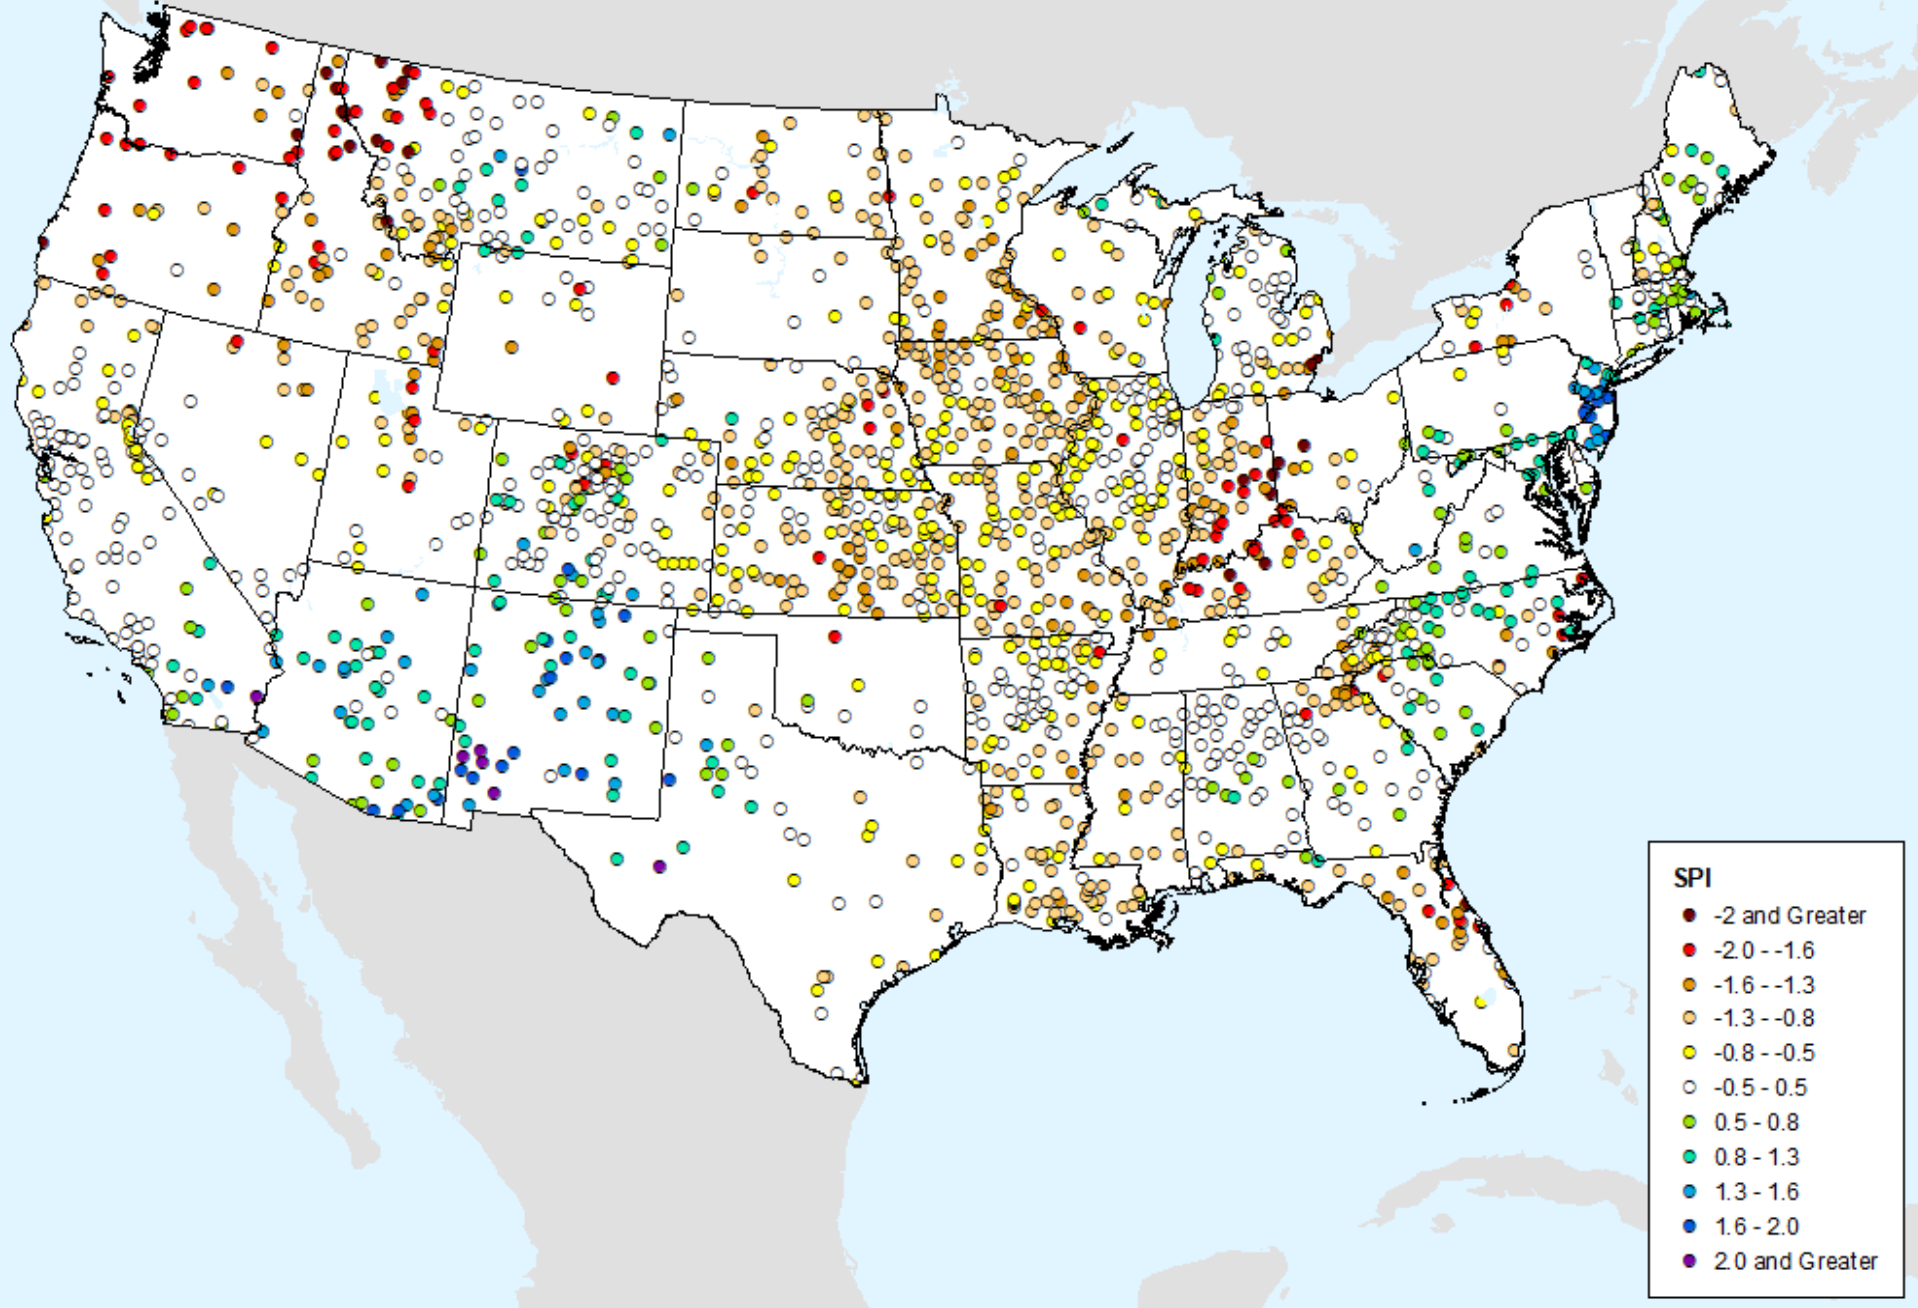 SPI
-2 and Greater
-2.0 - -1.6
-1.6 - -1.3
-1.3 - -0.8
-0.8 - -0.5
-0.5 - 0.5
0.5 - 0.8
0.8 - 1.3
1.3 - 1.6
1.6 - 2.0
2.0 and Greater